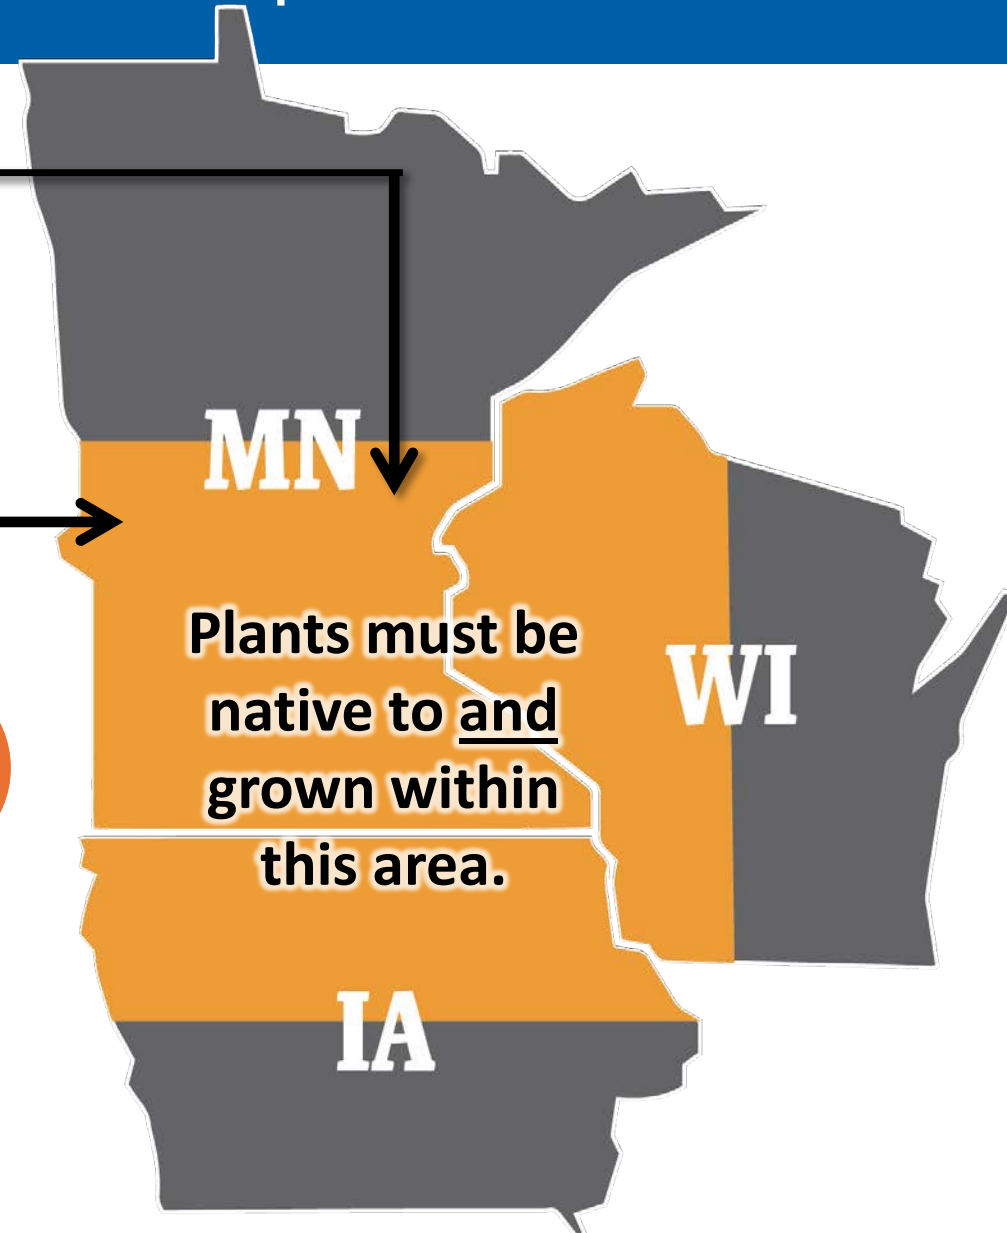 MN
Plants must be
native to and
grown within
this area.
WI
IA